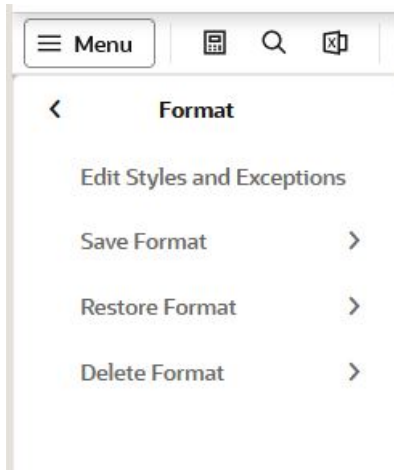 Menu
Format
Edit Styles and Exceptions
Save Format
Restore Format
Delete Format